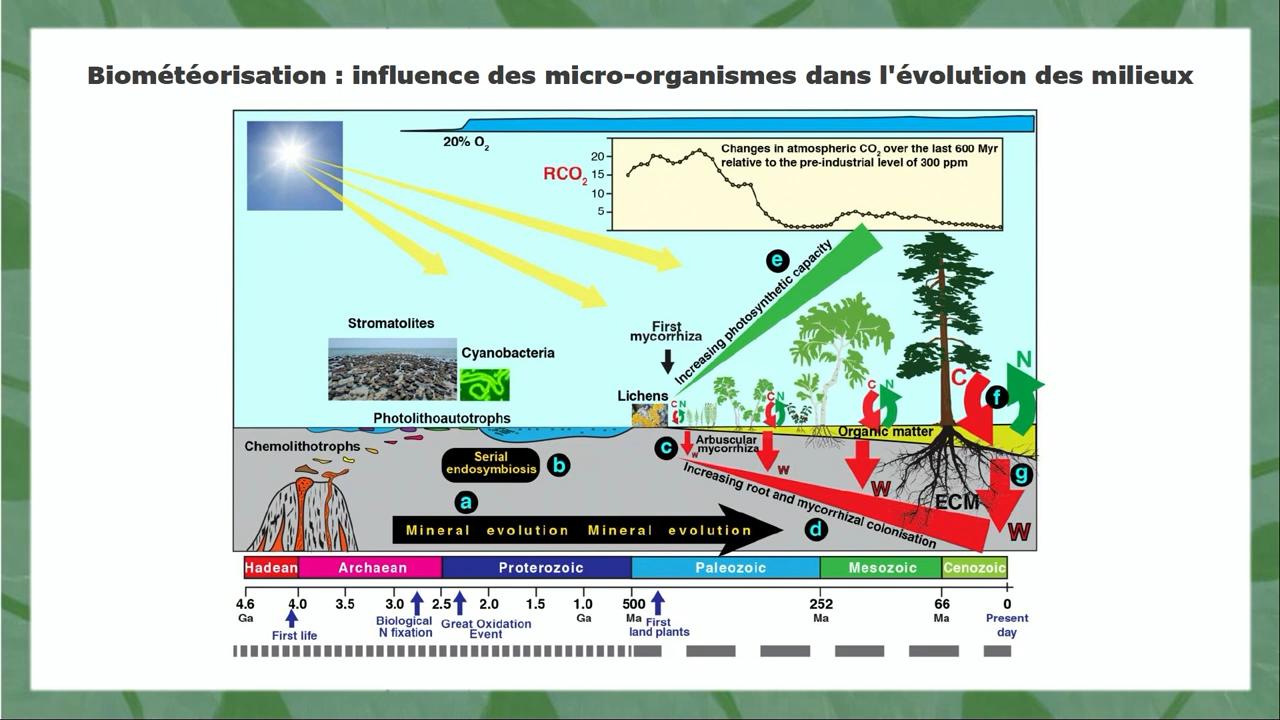 Biométéorisation : influence des micro-organismes dans l'évolution des milieux
20% O2
RCO2
20
15
10
5
Changes in atmospheric CO2 over the last 600 Myr
relative to the pre-industrial level of 300 ppm
e
Increasing photosynthetic capacity
Stromatolites
Cyanobacteria
First
mycorrhiza
Lichens
Photolithoautotrophs
Chemolithotrophs
C N
C N
C N
C
N
f
Organic matter
Serial
endosymbiosis
b
a
c
Arbuscular
mycorrhiza
W
W
W
W
g
ECM
Increasing root and mycorrhizal colonisation
d
Mineral evolution Mineral evolution
Hadean
Archaean
Proterozoic
Paleozoic
Mesozoic
Cenozoic
4.6 4.0 3.5 3.0 2.5 2.0 1.5 1.0 500 252 66 0
Ga Ga Ma Ma Ma
First life
Biological
N fixation
Great Oxidation
Event
First
land plants
Present
day